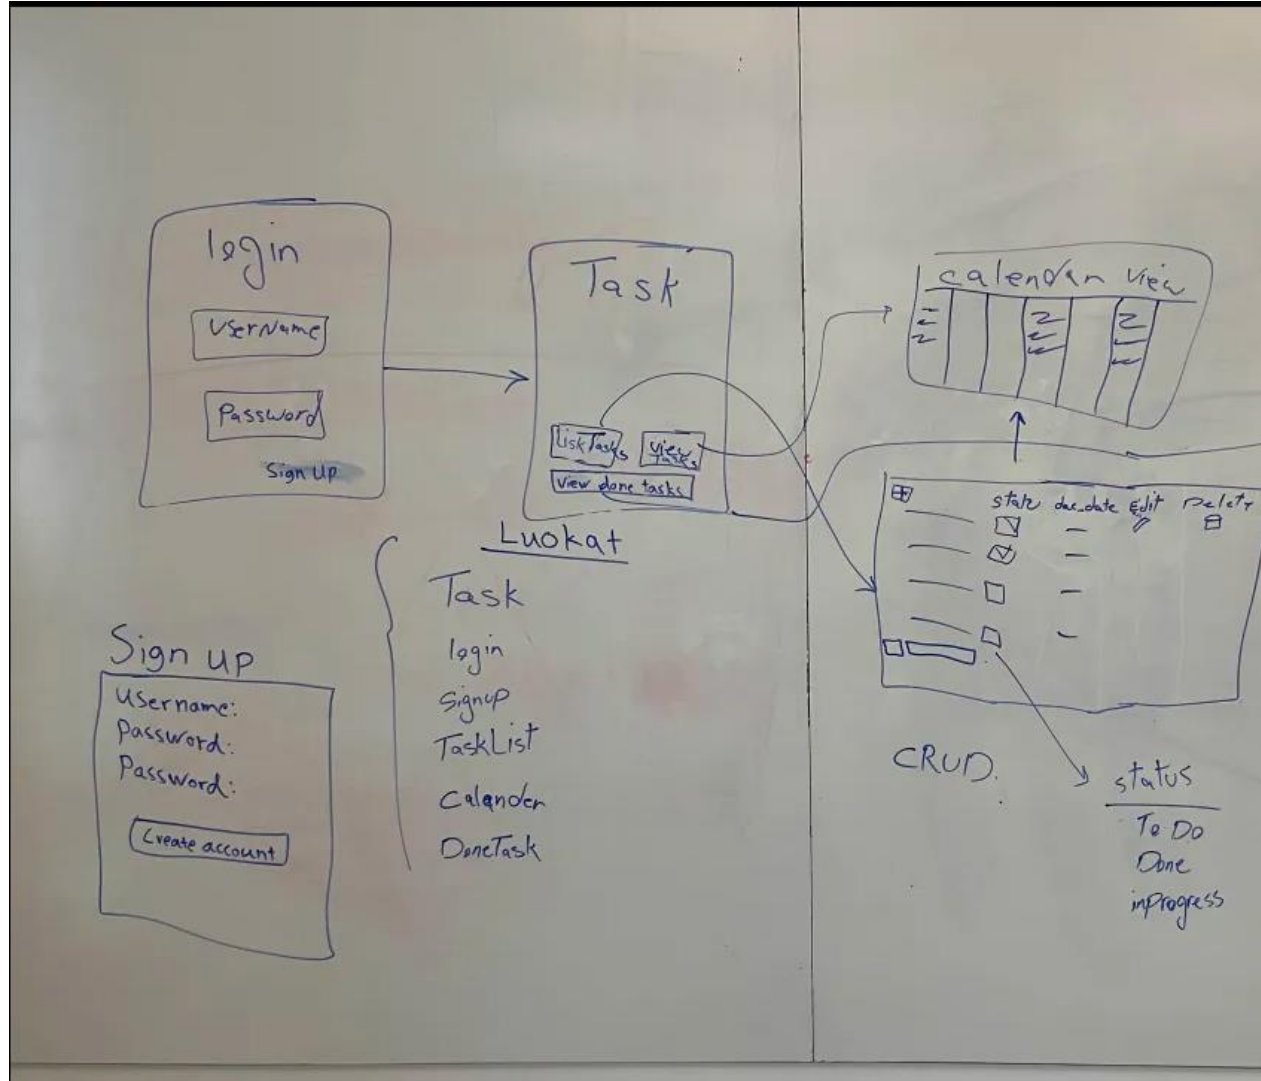 login
UserName
Password
Sign Up
Task
List Tasks
view
Tasks
view done tasks
calendar view
state due_date Edit Delete
Luokat
Task
login
signup
TaskList
Calander
DoneTask
Sign up
Username:
Password:
Password:
Create account
CRUD.
status
To Do
Done
inprogress